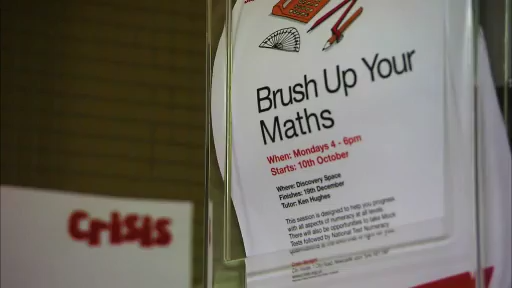 Brush Up Your
Maths
When: Mondays 4 - 6pm
Starts: 10th October
Where: Discovery Space
Finishes: 19th December
Tutor: Ken Hughes
This session is designed to help you progress
with all aspects of numeracy at all levels.
There will also be opportunities to take Mock
Tests followed by National Test Numeracy
Crisis